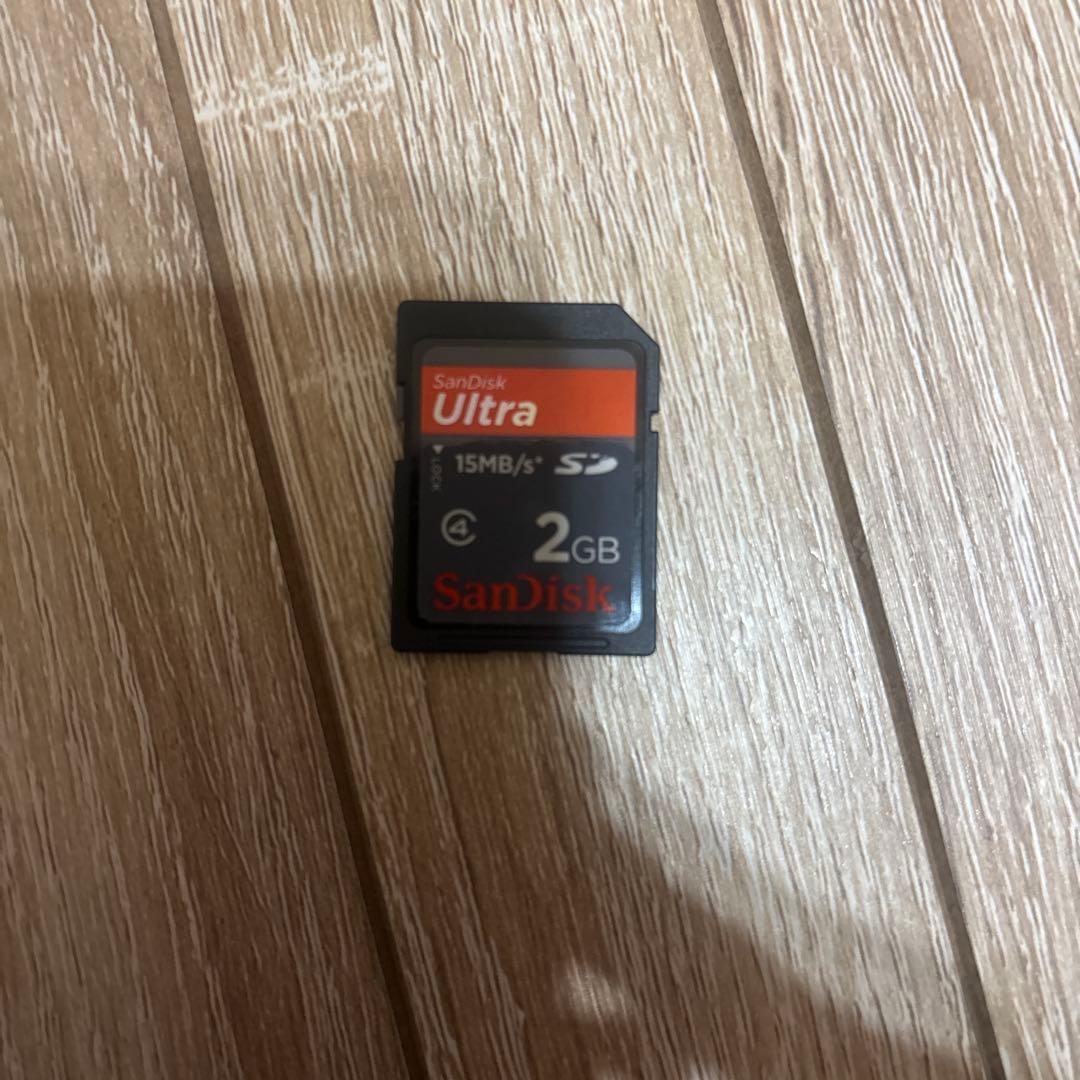 SanDisk
Ultra
LOCK
15MB/s* SD
4
2GB
SanDisk